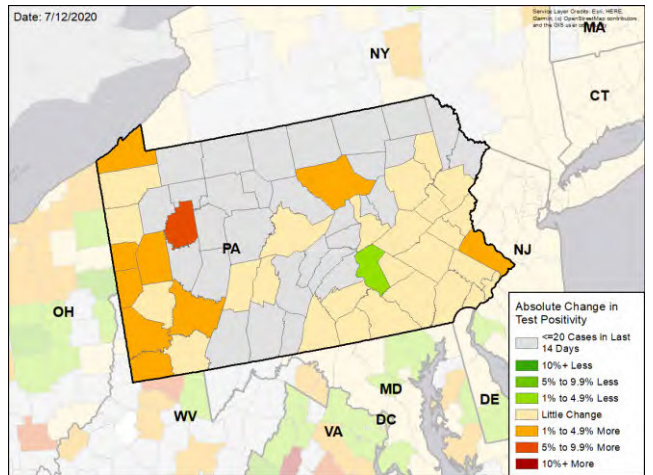 Date: 7/12/2020
Service Layer Credits: Esri, HERE,
Garmin, (c) OpenStreetMap contributors,
and the GIS user community
MA
NY
CT
PA
NJ
OH
MD
DE
WV
DC
VA
Absolute Change in
Test Positivity
<=20 Cases in Last
14 Days
10%+ Less
5% to 9.9% Less
1% to 4.9% Less
Little Change
1% to 4.9% More
5% to 9.9% More
10%+ More